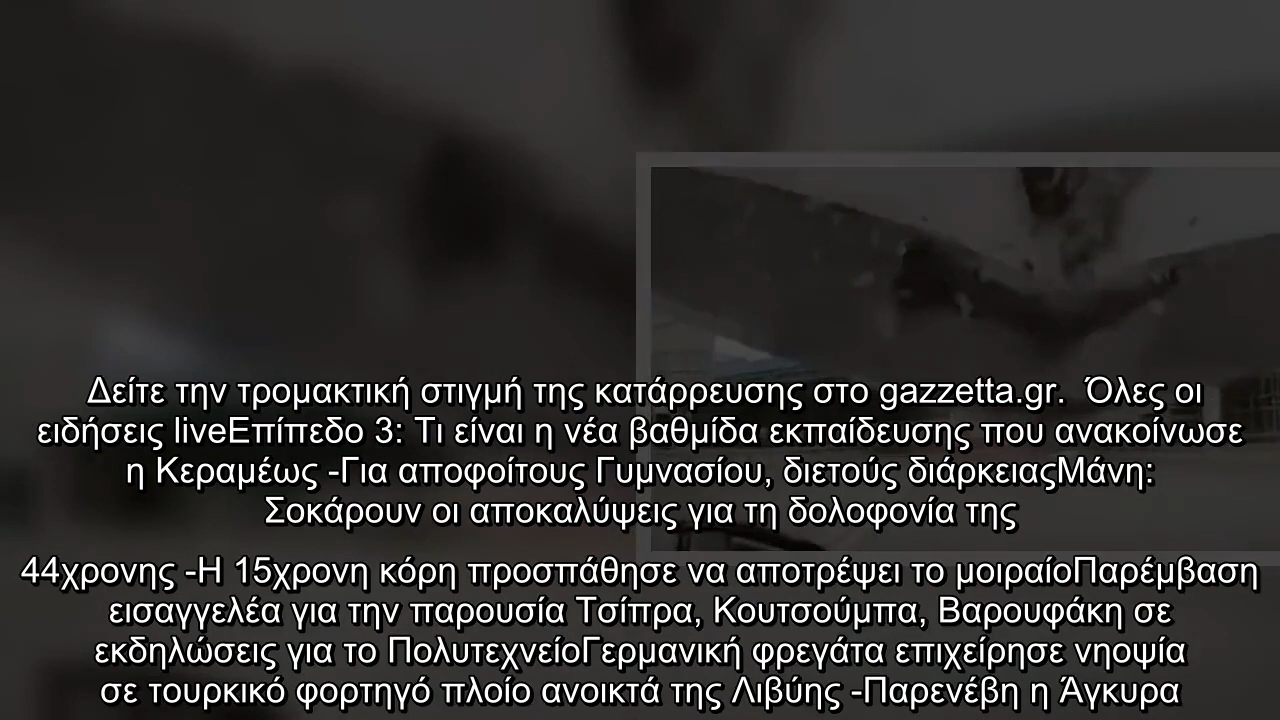 Δείτε την τρομακτική στιγμή της κατάρρευσης στο gazzetta.gr.  Όλες οι
ειδήσεις liveΕπίπεδο 3: Τι είναι η νέα βαθμίδα εκπαίδευσης που ανακοίνωσε
η Κεραμέως -Για αποφοίτους Γυμνασίου, διετούς διάρκειαςΜάνη:
Σοκάρουν οι αποκαλύψεις για τη δολοφονία της
44χρονης -Η 15χρονη κόρη προσπάθησε να αποτρέψει το μοιραίοΠαρέμβαση
εισαγγελέα για την παρουσία Τσίπρα, Κουτσούμπα, Βαρουφάκη σε
εκδηλώσεις για το ΠολυτεχνείοΓερμανική φρεγάτα επιχείρησε νηοψία
σε τουρκικό φορτηγό πλοίο ανοικτά της Λιβύης -Παρενέβη η Άγκυρα